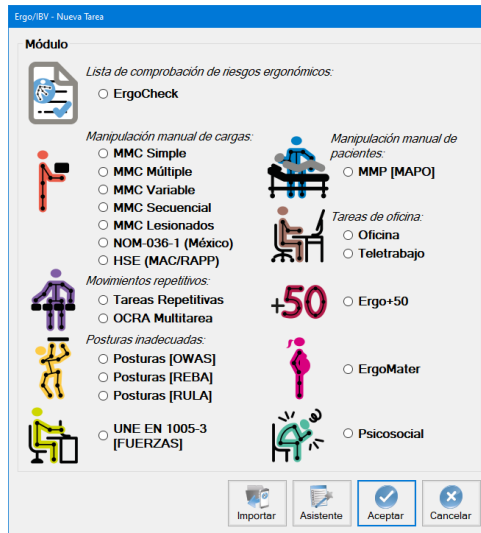 Ergo/IBV - Nueva Tarea
Módulo
Lista de comprobación de riesgos ergonómicos:
ErgoCheck
Manipulación manual de cargas:
MMC Simple
MMC Múltiple
MMC Variable
MMC Secuencial
MMC Lesionados
NOM-036-1 (México)
HSE (MAC/RAPP)
Manipulación manual de
pacientes:
MMP [MAPO]
Tareas de oficina:
Oficina
Teletrabajo
Movimientos repetitivos:
Tareas Repetitivas
OCRA Multitarea
+50
Ergo+50
Posturas inadecuadas:
Posturas [OWAS]
Posturas [REBA]
Posturas [RULA]
ErgoMater
UNE EN 1005-3
[FUERZAS]
Psicosocial
Importar
Asistente
Aceptar
Cancelar